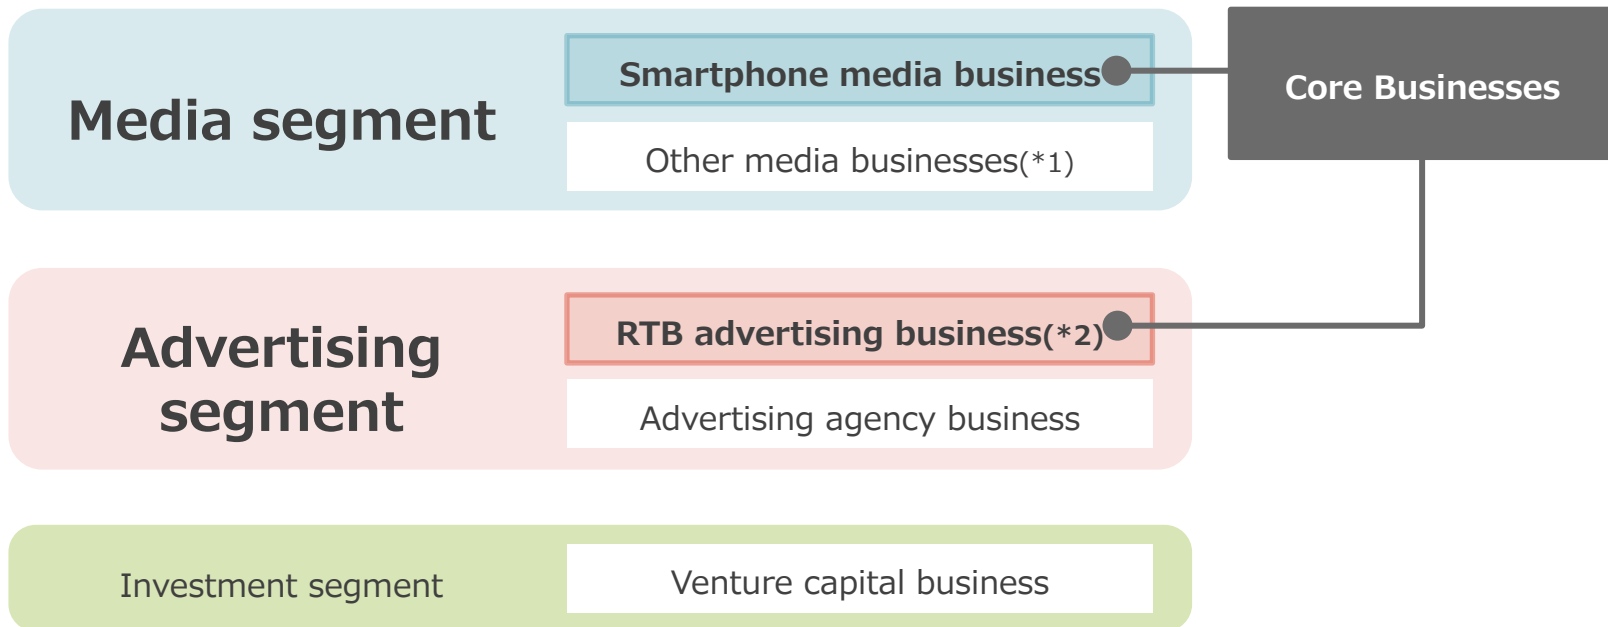 Media segment
Smartphone media business
Other media businesses(*1)
Core Businesses
Advertising
segment
RTB advertising business(*2)
Advertising agency business
Investment segment
Venture capital business